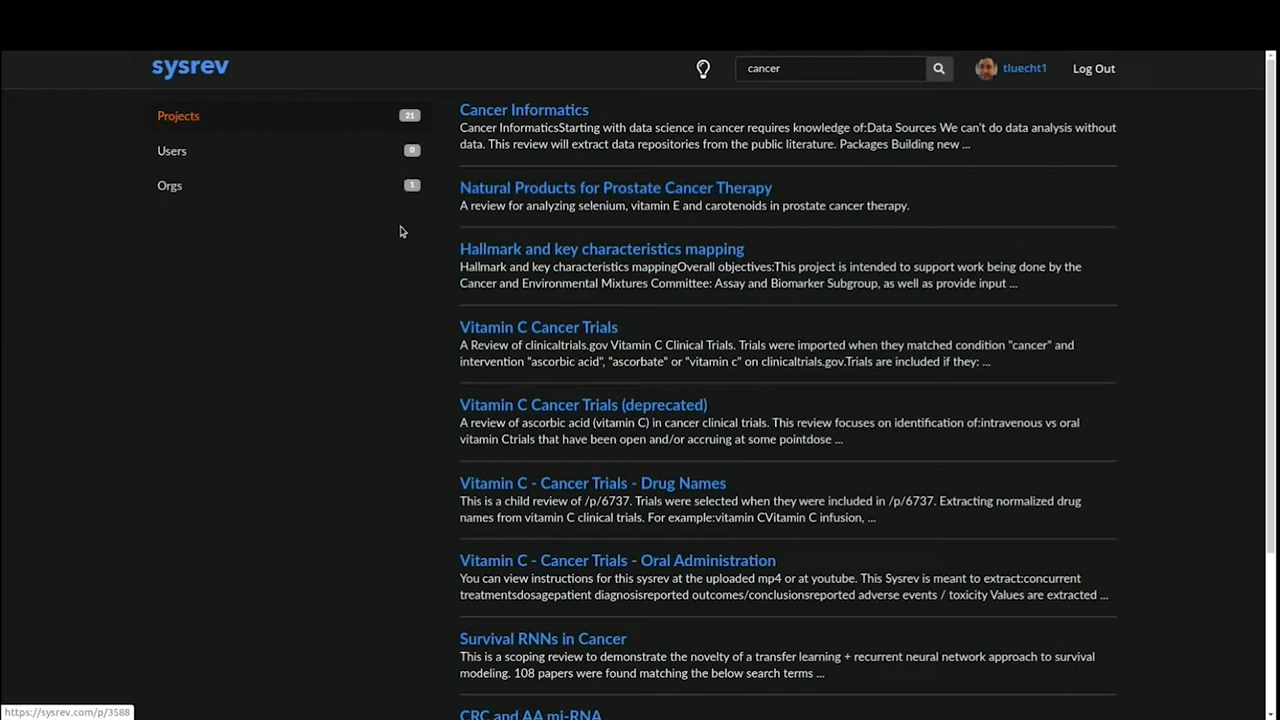 sysrev
cancer
tluecht1
Log Out
Projects 21
Users 0
Orgs 1
Cancer Informatics
Cancer InformaticsStarting with data science in cancer requires knowledge of:Data Sources We can't do data analysis without
data. This review will extract data repositories from the public literature. Packages Building new ...
Natural Products for Prostate Cancer Therapy
A review for analyzing selenium, vitamin E and carotenoids in prostate cancer therapy.
Hallmark and key characteristics mapping
Hallmark and key characteristics mappingOverall objectives:This project is intended to support work being done by the
Cancer and Environmental Mixtures Committee: Assay and Biomarker Subgroup, as well as provide input ...
Vitamin C Cancer Trials
A Review of clinicaltrials.gov Vitamin C Clinical Trials. Trials were imported when they matched condition "cancer" and
intervention "ascorbic acid", "ascorbate" or "vitamin c" on clinicaltrials.gov.Trials are included if they: ...
Vitamin C Cancer Trials (deprecated)
A review of ascorbic acid (vitamin C) in cancer clinical trials. This review focuses on identification of:intravenous vs oral
vitamin Ctrials that have been open and/or accruing at some pointdose ...
Vitamin C - Cancer Trials - Drug Names
This is a child review of /p/6737. Trials were selected when they were included in /p/6737. Extracting normalized drug
names from vitamin C clinical trials. For example:vitamin CVitamin C infusion, ...
Vitamin C - Cancer Trials - Oral Administration
You can view instructions for this sysrev at the uploaded mp4 or at youtube. This Sysrev is meant to extract:concurrent
treatmentsdosagepatient diagnosisreported outcomes/conclusionsreported adverse events / toxicity Values are extracted ...
Survival RNNs in Cancer
This is a scoping review to demonstrate the novelty of a transfer learning + recurrent neural network approach to survival
modeling. 108 papers were found matching the below search terms ...
CRC and AA mi-RNA
https://sysrev.com/p/3588